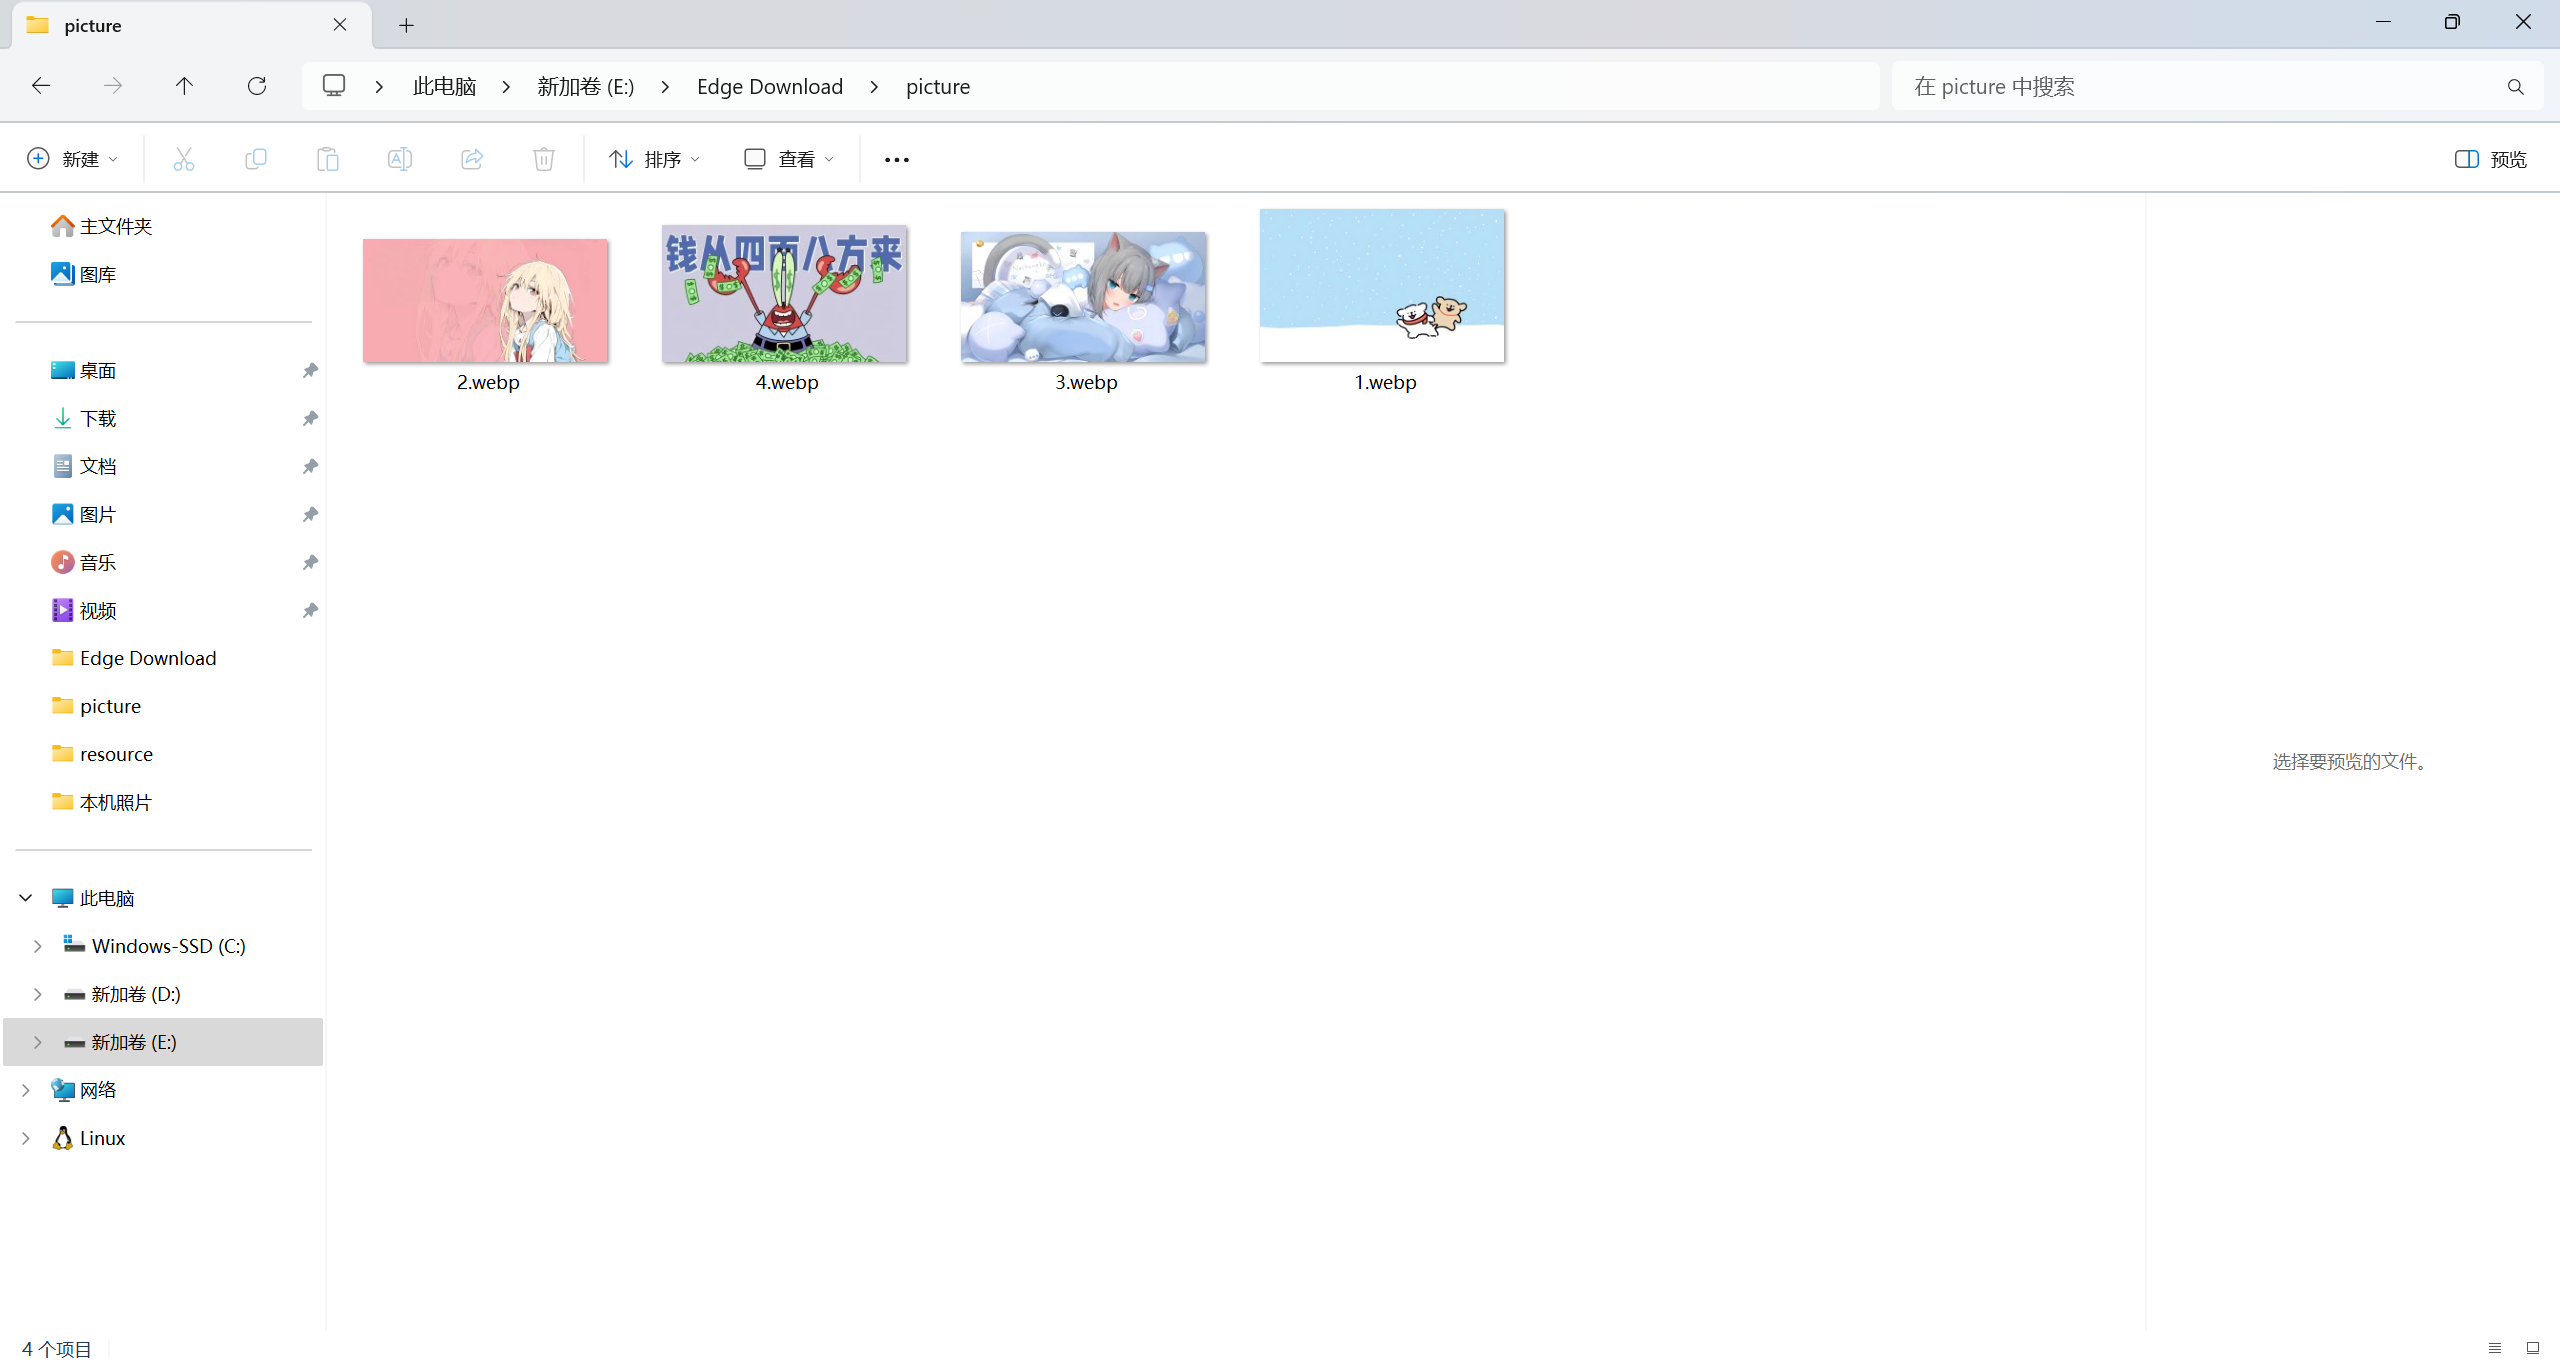 picture
此电脑
新加卷 (E:)
Edge Download
picture
在 picture 中搜索
新建
排序
查看
预览
主文件夹
图库
桌面
下载
文档
图片
音乐
视频
Edge Download
picture
resource
本机照片
此电脑
Windows-SSD (C:)
新加卷 (D:)
新加卷 (E:)
网络
Linux
钱从四面八方来
2.webp
4.webp
3.webp
1.webp
选择要预览的文件。
4 个项目